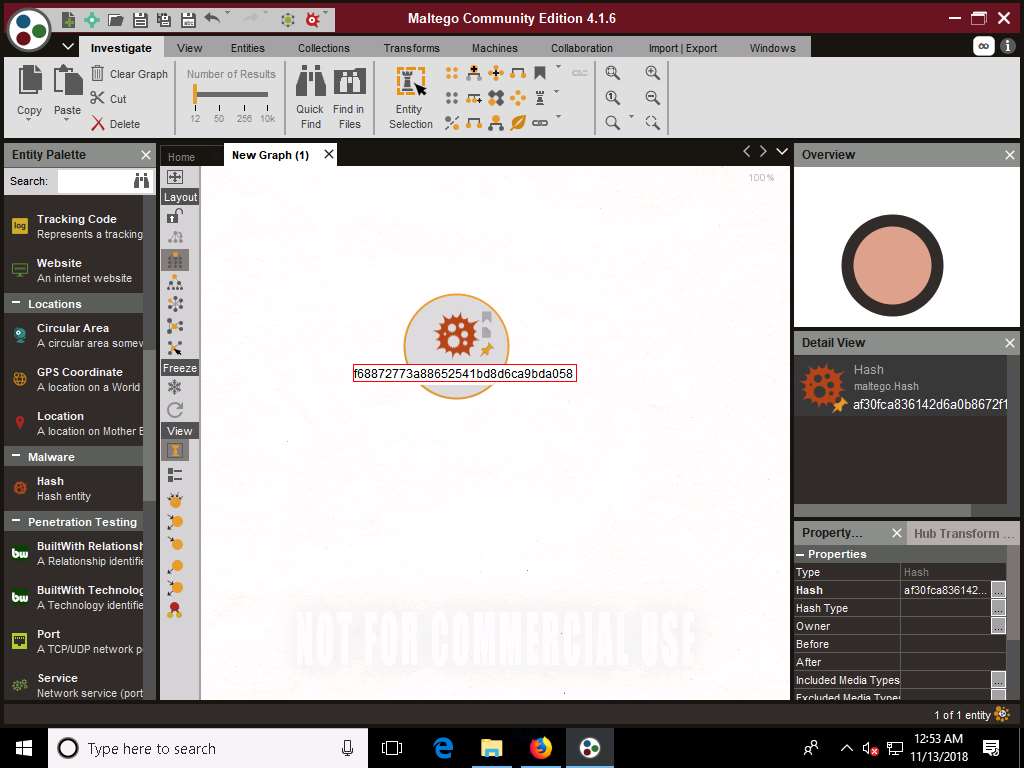 Maltego Community Edition 4.1.6
Investigate View Entities Collections Transforms Machines Collaboration Import | Export Windows
Copy
Paste
Clear Graph
Cut
Delete
Number of Results
12 50 256 10k
Quick Find
Find in Files
Entity Selection
Entity Palette
Search:
Tracking Code
Represents a tracking
Website
An internet website
Locations
Circular Area
A circular area somew
GPS Coordinate
A location on a World
Location
A location on Mother E
Malware
Hash
Hash entity
Penetration Testing
BuiltWith Relationsh
A Relationship identifie
BuiltWith Technolog
A Technology identifie
Port
A TCP/UDP network p
Service
Network service (port
Home
New Graph (1)
Layout
Freeze
View
100%
f68872773a88652541bd8d6ca9bda058
NOT FOR COMMERCIAL USE
Overview
Detail View
Hash
maltego.Hash
af30fca836142d6a0b8672f1
Property...
Hub Transform ...
Properties
Type Hash
Hash af30fca836142...
Hash Type
Owner
Before
After
Included Media Types
Excluded Media Types
1 of 1 entity
Type here to search
12:53 AM
11/13/2018